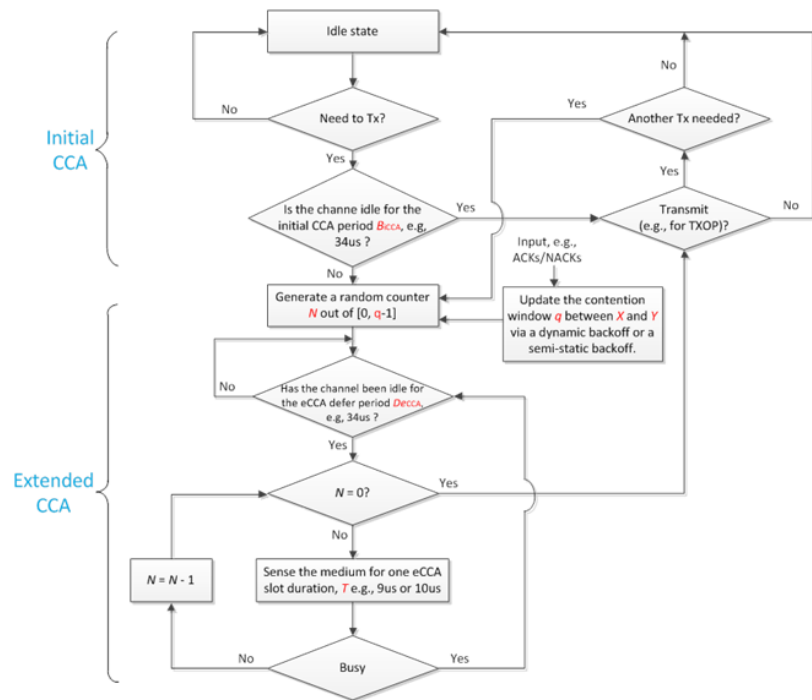 Idle state
No
Need to Tx?
Yes
Another Tx needed?
No
Yes
Initial
CCA
Yes
Is the channe idle for the
initial CCA period BICCA, e.g,
34us ?
Yes
Transmit
(e.g., for TXOP)?
No
No
Input, e.g.,
ACKs/NACKs
Generate a random counter
N out of [0, q-1]
Update the contention
window q between X and Y
via a dynamic backoff or a
semi-static backoff.
No
Has the channel been idle for
the eCCA defer period DeCCA,
e.g, 34us ?
Yes
Extended
CCA
N = 0?
Yes
No
N = N - 1
Sense the medium for one eCCA
slot duration, T e.g., 9us or 10us
No
Busy
Yes